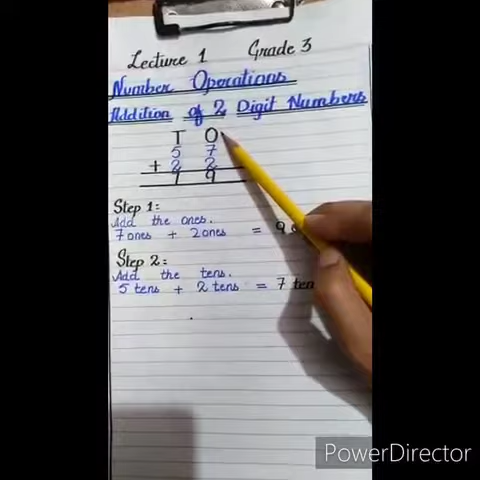 Lecture 1 Grade 3
Number Operations
Addition of 2 Digit Numbers
T O
5 7
+ 2 2
7 9
Step 1:
Add the ones.
7 ones + 2 ones = 9
Step 2:
Add the tens.
5 tens + 2 tens = 7 ten
PowerDirector